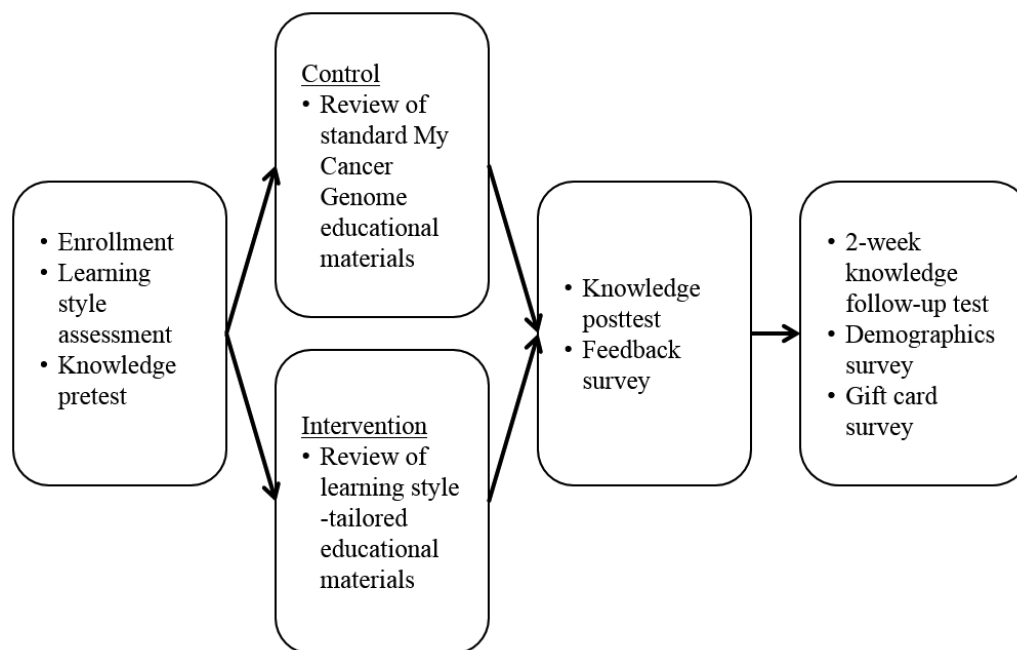 • Enrollment
• Learning
style
assessment
• Knowledge
pretest
Control
• Review of
standard My
Cancer
Genome
educational
materials
Intervention
• Review of
learning style
-tailored
educational
materials
• Knowledge
posttest
• Feedback
survey
• 2-week
knowledge
follow-up test
• Demographics
survey
• Gift card
survey